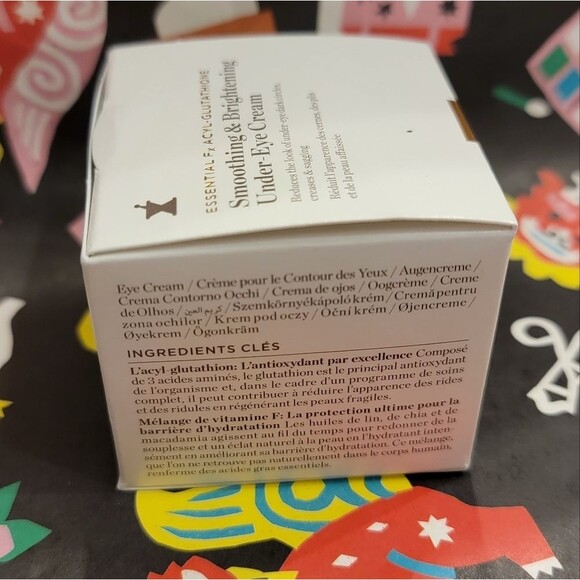 ESSENTIAL Fx ACYL-GLUTATHIONE
Smoothing & Brightening
Under-Eye Cream
Reduces the look of under-eye dark circles,
creases & sagging
Réduit l'apparence des cernes, des plis
et de la peau affaissée
Eye Cream / Crème pour le Contour des Yeux / Augencreme /
Crema Contorno Occhi / Crema de ojos / Oogcrème / Creme
de Olhos / كريم العين / Szemkörnyékápoló krém / Cremă pentru
zona ochilor / Krem pod oczy / Oční krém / Øjencreme /
Øyekrem / Ögonkräm
INGREDIENTS CLÉS
L'acyl-glutathion: L'antioxydant par excellence Composé
de 3 acides aminés, le glutathion est le principal antioxydant
de l'organisme et, dans le cadre d'un programme de soins
complet, il peut contribuer à réduire l'apparence des rides
et des ridules en régénérant les peaux fragiles.
Mélange de vitamine F: La protection ultime pour la
barrière d'hydratation Les huiles de lin, de chia et de
macadamia agissent au fil du temps pour redonner de la
souplesse et un éclat naturel à la peau en l'hydratant inten-
sément en améliorant sa barrière d'hydratation. Ce mélange,
que l'on ne retrouve pas naturellement dans le corps humain,
renferme des acides gras essentiels.